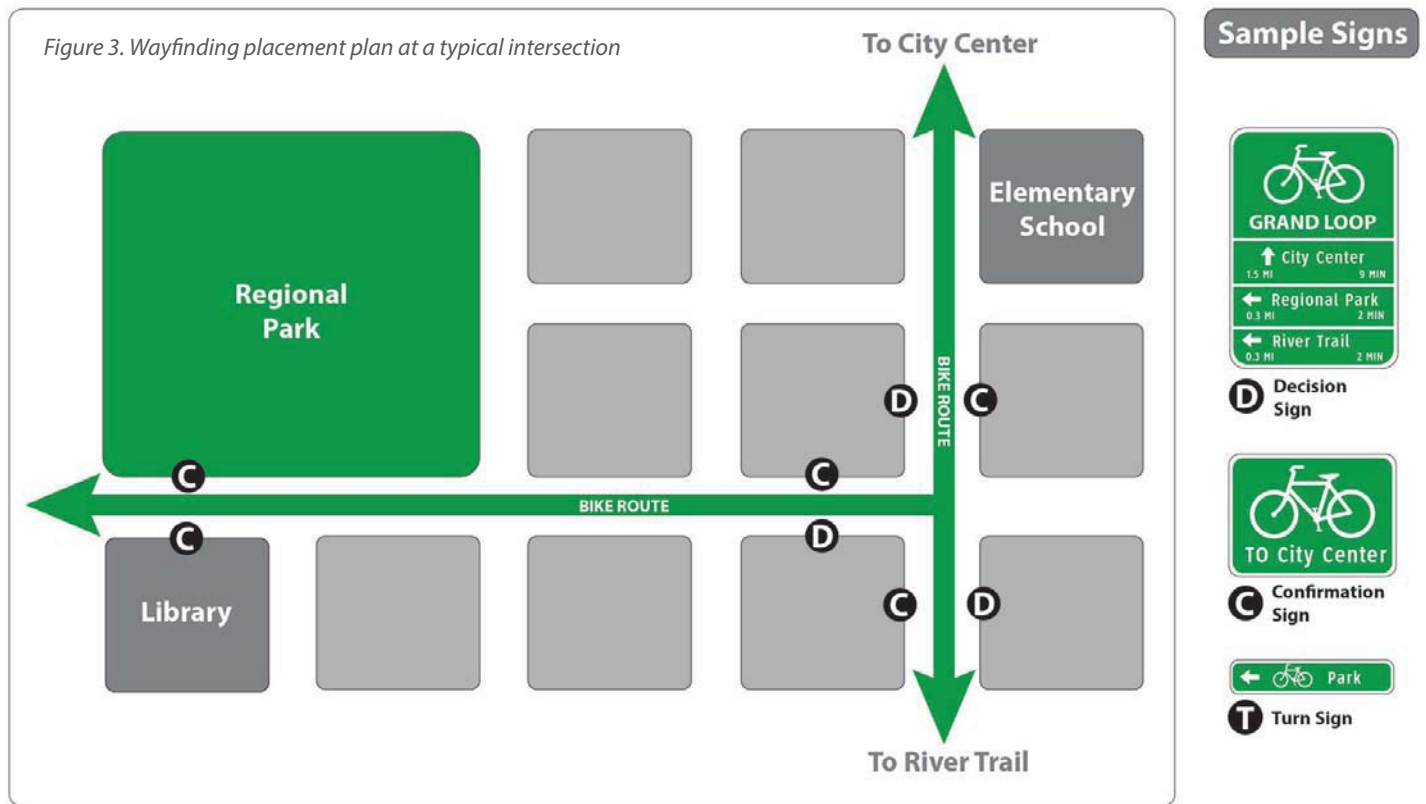 Figure 3. Wayfinding placement plan at a typical intersection
To City Center
Sample Signs
Elementary
School
Regional
Park
BIKE ROUTE
D
C
C
C
BIKE ROUTE
C
D
Library
C
D
To River Trail
GRAND LOOP
City Center
1.5 MI 9 MIN
Regional Park
0.3 MI 2 MIN
River Trail
0.3 MI 2 MIN
D Decision
Sign
TO City Center
C Confirmation
Sign
Park
T Turn Sign